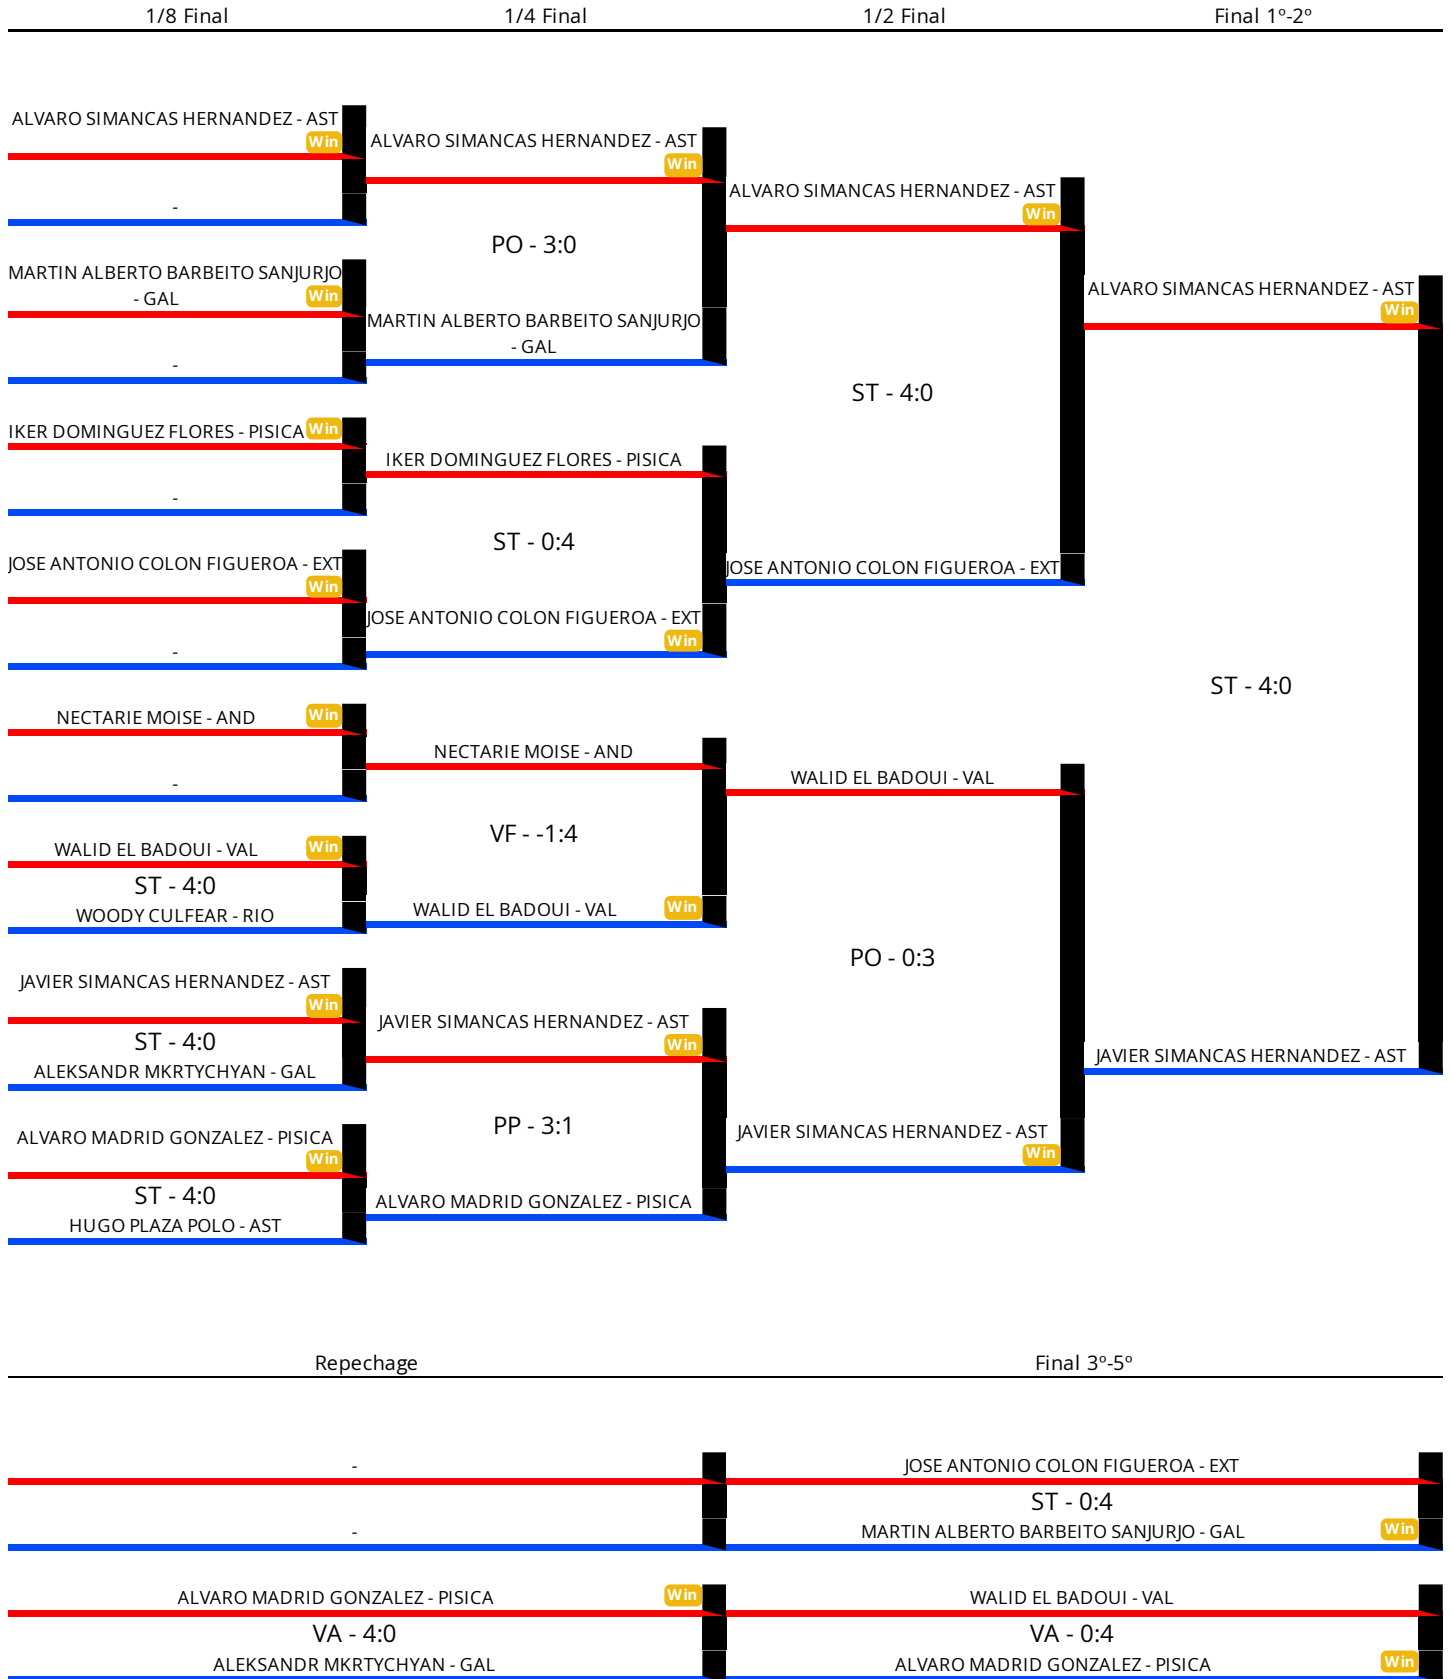 1/8 Final
1/4 Final
1/2 Final
Final 1º-2º
ALVARO SIMANCAS HERNANDEZ - AST
Win
-
MARTIN ALBERTO BARBEITO SANJURJO
- GAL
Win
-
IKER DOMINGUEZ FLORES - PISICA
Win
-
JOSE ANTONIO COLON FIGUEROA - EXT
Win
-
NECTARIE MOISE - AND
Win
-
WALID EL BADOUI - VAL
Win
ST - 4:0
WOODY CULFEAR - RIO
JAVIER SIMANCAS HERNANDEZ - AST
Win
ST - 4:0
ALEKSANDR MKRTYCHYAN - GAL
ALVARO MADRID GONZALEZ - PISICA
Win
ST - 4:0
HUGO PLAZA POLO - AST
ALVARO SIMANCAS HERNANDEZ - AST
Win
PO - 3:0
MARTIN ALBERTO BARBEITO SANJURJO
- GAL
IKER DOMINGUEZ FLORES - PISICA
ST - 0:4
JOSE ANTONIO COLON FIGUEROA - EXT
Win
NECTARIE MOISE - AND
VF - -1:4
WALID EL BADOUI - VAL
Win
JAVIER SIMANCAS HERNANDEZ - AST
Win
PP - 3:1
ALVARO MADRID GONZALEZ - PISICA
ALVARO SIMANCAS HERNANDEZ - AST
Win
ST - 4:0
JOSE ANTONIO COLON FIGUEROA - EXT
WALID EL BADOUI - VAL
PO - 0:3
JAVIER SIMANCAS HERNANDEZ - AST
Win
ALVARO SIMANCAS HERNANDEZ - AST
Win
ST - 4:0
JAVIER SIMANCAS HERNANDEZ - AST
Repechage
Final 3º-5º
-
-
ALVARO MADRID GONZALEZ - PISICA
Win
VA - 4:0
ALEKSANDR MKRTYCHYAN - GAL
JOSE ANTONIO COLON FIGUEROA - EXT
ST - 0:4
MARTIN ALBERTO BARBEITO SANJURJO - GAL
Win
WALID EL BADOUI - VAL
VA - 0:4
ALVARO MADRID GONZALEZ - PISICA
Win